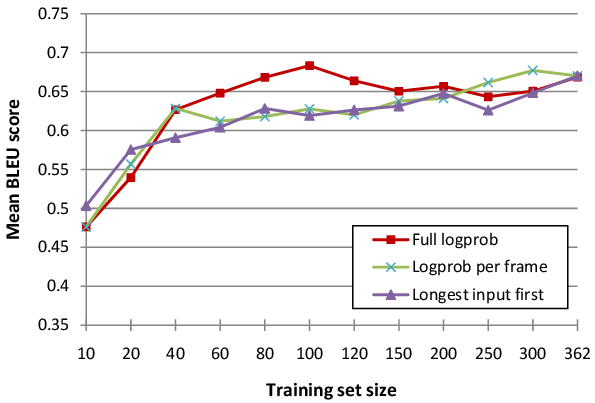 0.75
0.7
0.65
0.6
0.55
0.5
0.45
0.4
0.35
Mean BLEU score
Full logprob
Logprob per frame
Longest input first
10 20 40 60 80 100 120 150 200 250 300 362
Training set size